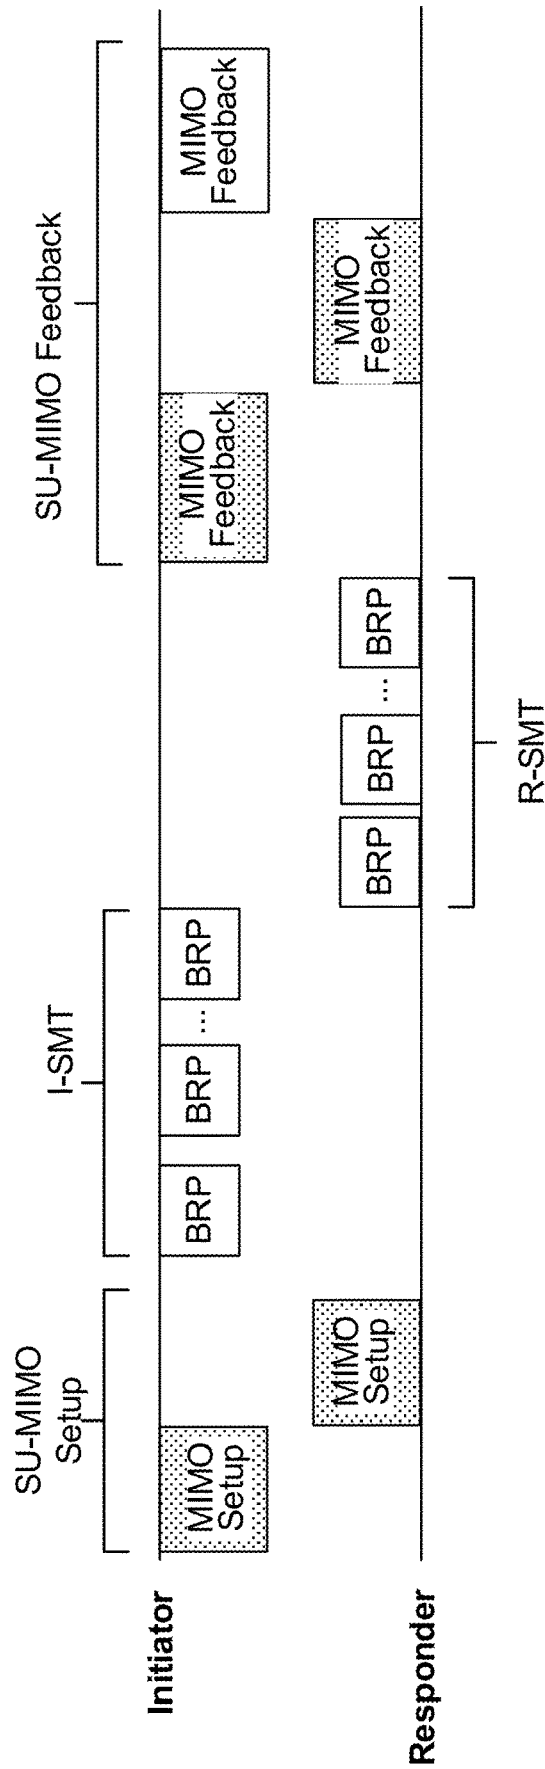 SU-MIMO
Setup
I-SMT
SU-MIMO Feedback
Initiator
MIMO
Setup
BRP
BRP
...
BRP
MIMO
Feedback
MIMO
Feedback
Responder
MIMO
Setup
BRP
BRP
...
BRP
MIMO
Feedback
R-SMT